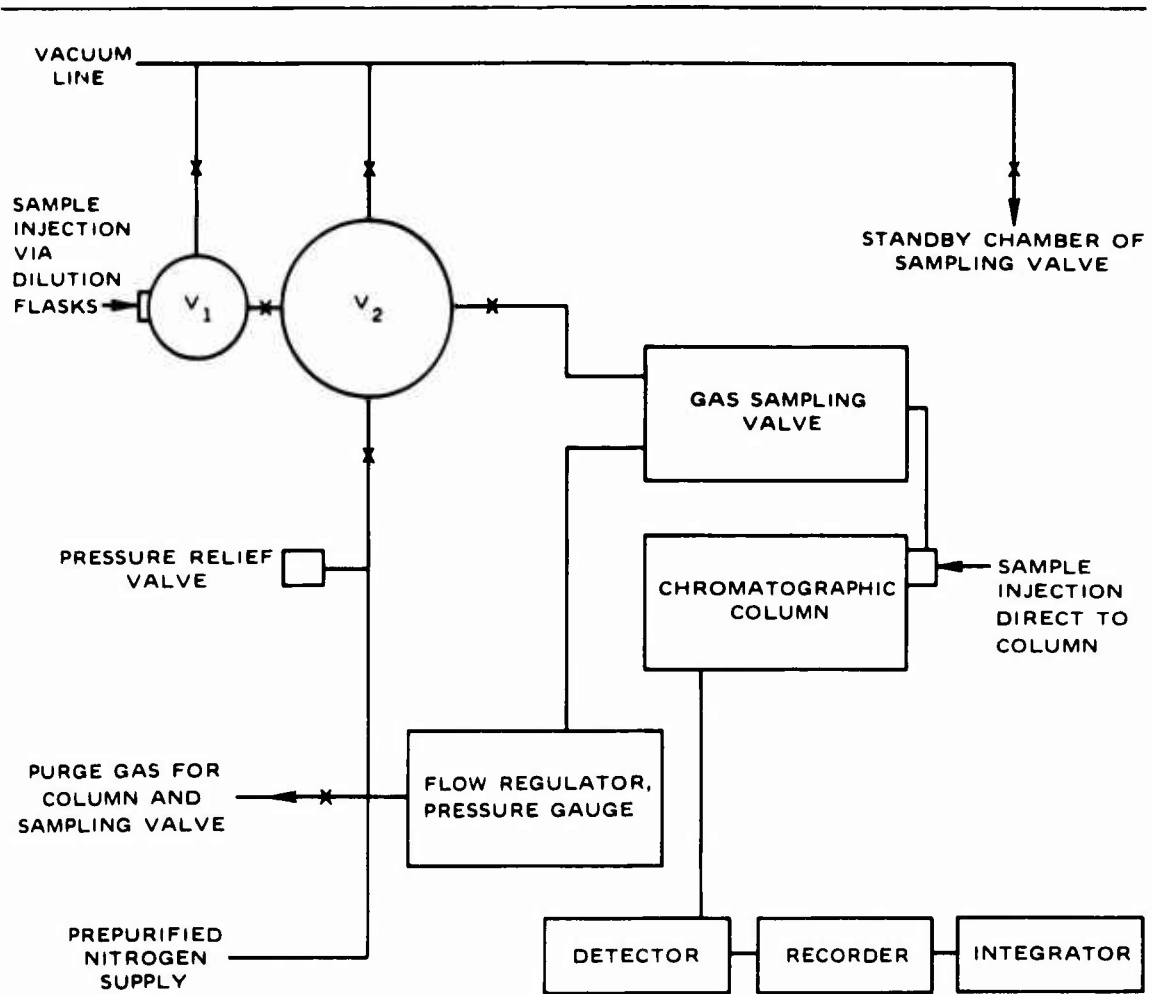 VACUUM
LINE
SAMPLE
INJECTION
VIA
DILUTION
FLASKS
V1
V2
STANDBY CHAMBER OF
SAMPLING VALVE
GAS SAMPLING
VALVE
PRESSURE RELIEF
VALVE
CHROMATOGRAPHIC
COLUMN
SAMPLE
INJECTION
DIRECT TO
COLUMN
PURGE GAS FOR
COLUMN AND
SAMPLING VALVE
FLOW REGULATOR,
PRESSURE GAUGE
PREPURIFIED
NITROGEN
SUPPLY
DETECTOR
RECORDER
INTEGRATOR